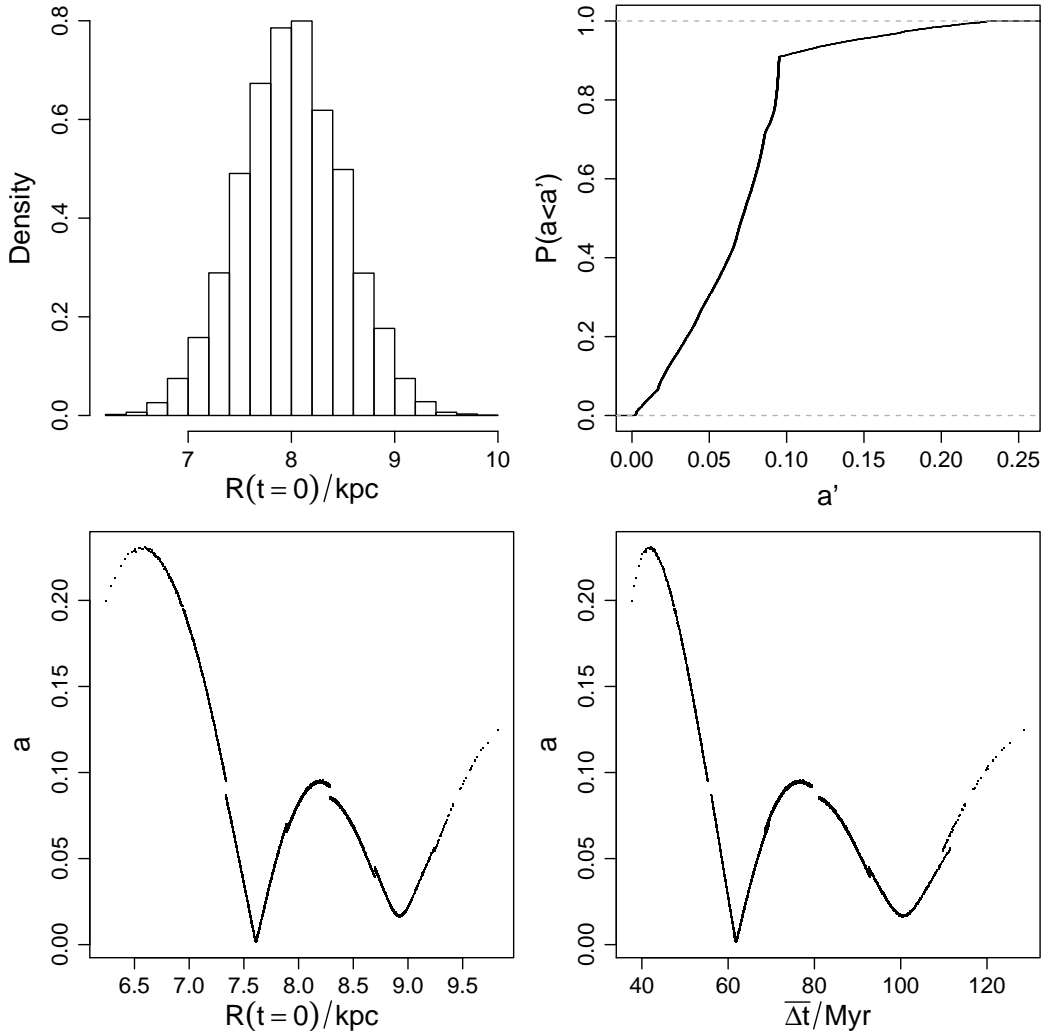 Density
0.0 0.2 0.4 0.6 0.8
7 8 9 10
R(t = 0)/kpc
P(a<a')
0.0 0.2 0.4 0.6 0.8 1.0
0.00 0.05 0.10 0.15 0.20 0.25
a'
a
0.00 0.05 0.10 0.15 0.20
6.5 7.0 7.5 8.0 8.5 9.0 9.5
R(t = 0)/kpc
a
0.00 0.05 0.10 0.15 0.20
40 60 80 100 120
Δ̅t̅/Myr